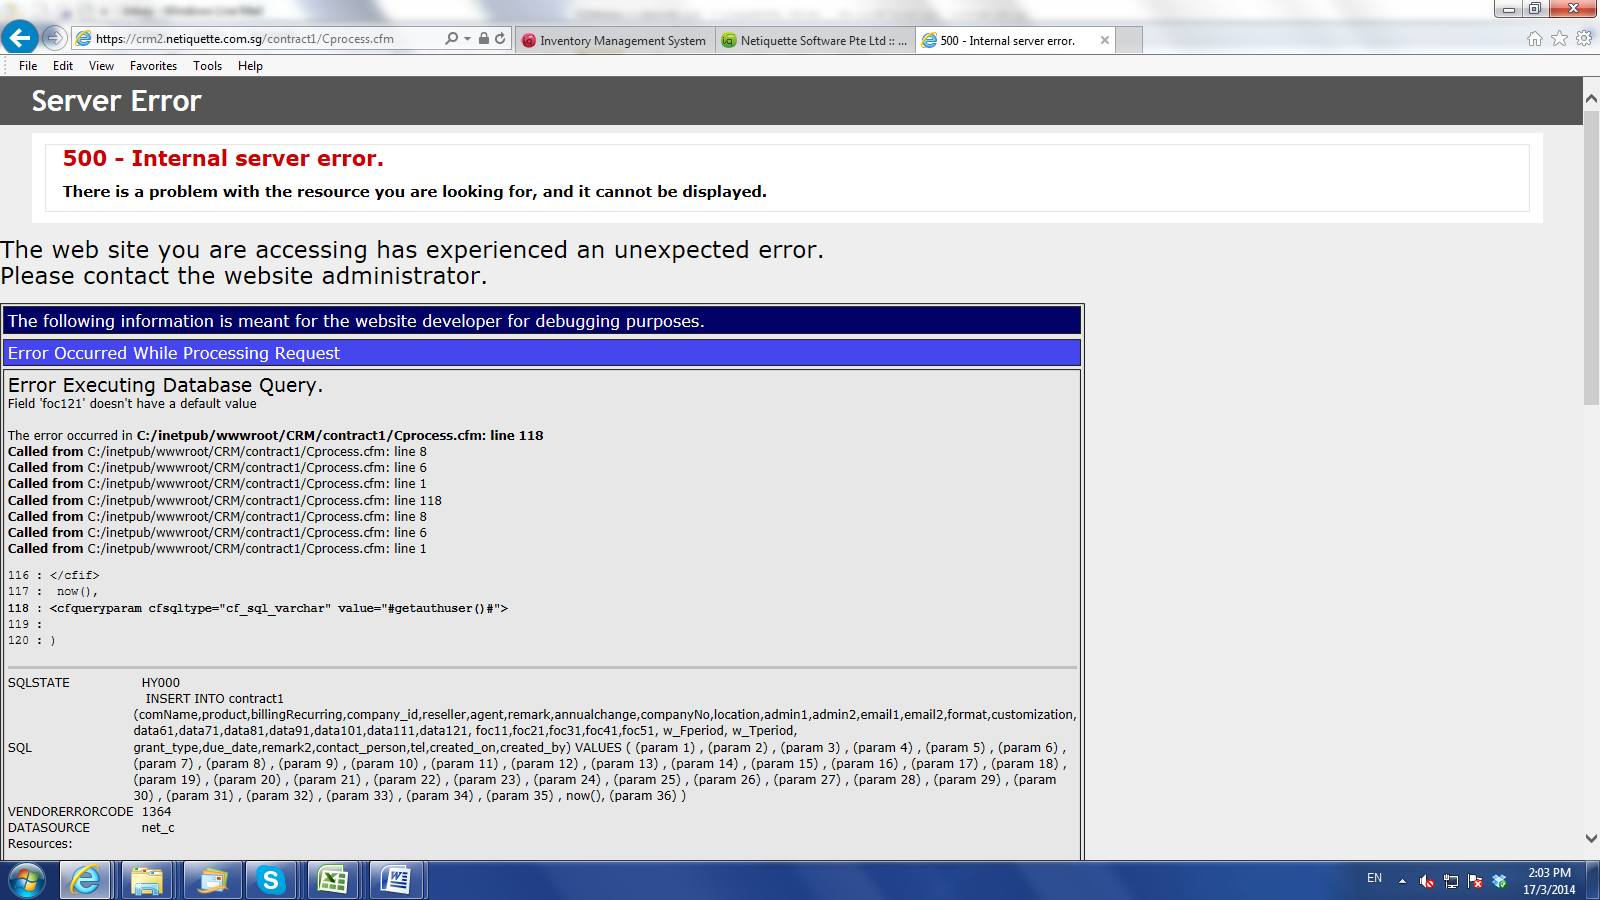 https://crm2.netiquette.com.sg/contract1/Cprocess.cfm
Inventory Management System
Netiquette Software Pte Ltd :: ...
500 - Internal server error.
File Edit View Favorites Tools Help
Server Error
500 - Internal server error.
There is a problem with the resource you are looking for, and it cannot be displayed.
The web site you are accessing has experienced an unexpected error.
Please contact the website administrator.
The following information is meant for the website developer for debugging purposes.
Error Occurred While Processing Request
Error Executing Database Query.
Field 'foc121' doesn't have a default value
The error occurred in C:/inetpub/wwwroot/CRM/contract1/Cprocess.cfm: line 118
Called from C:/inetpub/wwwroot/CRM/contract1/Cprocess.cfm: line 8
Called from C:/inetpub/wwwroot/CRM/contract1/Cprocess.cfm: line 6
Called from C:/inetpub/wwwroot/CRM/contract1/Cprocess.cfm: line 1
Called from C:/inetpub/wwwroot/CRM/contract1/Cprocess.cfm: line 118
Called from C:/inetpub/wwwroot/CRM/contract1/Cprocess.cfm: line 8
Called from C:/inetpub/wwwroot/CRM/contract1/Cprocess.cfm: line 6
Called from C:/inetpub/wwwroot/CRM/contract1/Cprocess.cfm: line 1
116 : </cfif>
117 : now(),
118 : <cfqueryparam cfsqltype="cf_sql_varchar" value="#getauthuser()#">
119 :
120 : )
SQLSTATE HY000
INSERT INTO contract1
(comName,product,billingRecurring,company_id,reseller,agent,remark,annualchange,companyNo,location,admin1,admin2,email1,email2,format,customization,
data61,data71,data81,data91,data101,data111,data121, foc11,foc21,foc31,foc41,foc51, w_Fperiod, w_Tperiod,
SQL grant_type,due_date,remark2,contact_person,tel,created_on,created_by) VALUES ( (param 1) , (param 2) , (param 3) , (param 4) , (param 5) , (param 6) ,
(param 7) , (param 8) , (param 9) , (param 10) , (param 11) , (param 12) , (param 13) , (param 14) , (param 15) , (param 16) , (param 17) , (param 18) ,
(param 19) , (param 20) , (param 21) , (param 22) , (param 23) , (param 24) , (param 25) , (param 26) , (param 27) , (param 28) , (param 29) , (param
30) , (param 31) , (param 32) , (param 33) , (param 34) , (param 35) , now(), (param 36) )
VENDORERRORCODE 1364
DATASOURCE net_c
Resources:
EN
2:03 PM
17/3/2014